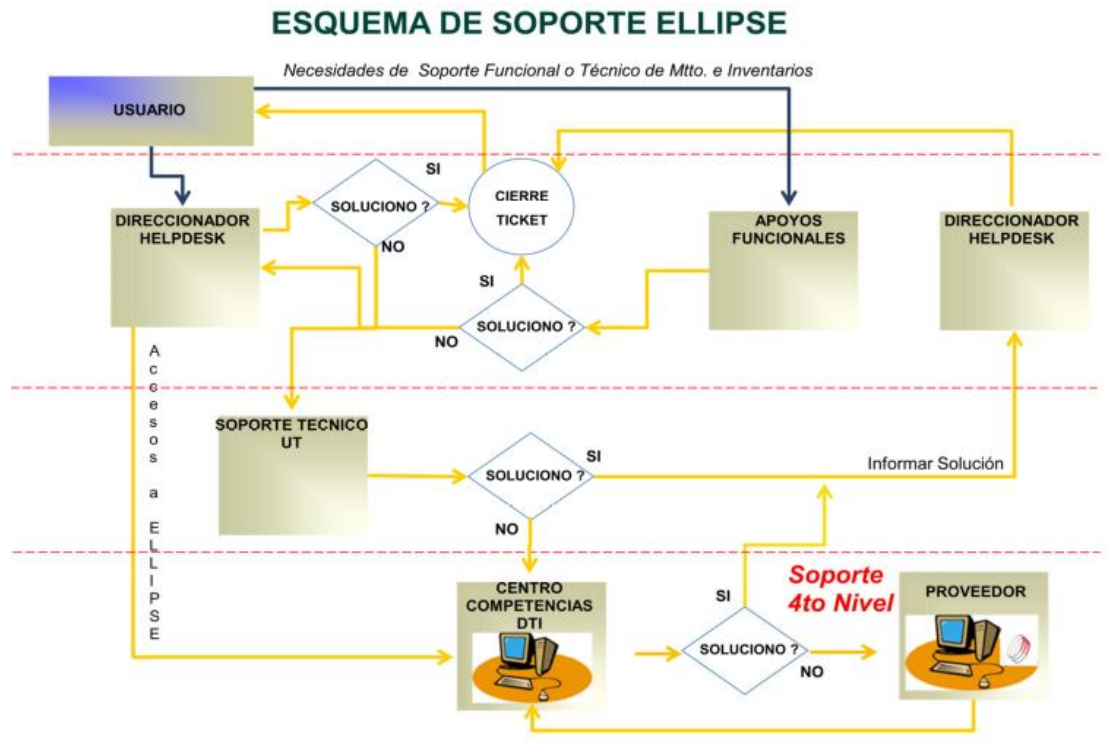 ESQUEMA DE SOPORTE ELLIPSE
Necesidades de Soporte Funcional o Técnico de Mtto. e Inventarios
USUARIO
SI
SOLUCIONO ?
NO
CIERRE
TICKET
DIRECCIONADOR
HELPDESK
APOYOS
FUNCIONALES
DIRECCIONADOR
HELPDESK
SI
SOLUCIONO ?
NO
Accesos a ELLIPSE
SOPORTE TECNICO
UT
SOLUCIONO ?
SI
NO
Informar Solución
CENTRO
COMPETENCIAS
DTI
SI
SOLUCIONO ?
NO
Soporte
4to Nivel
PROVEEDOR